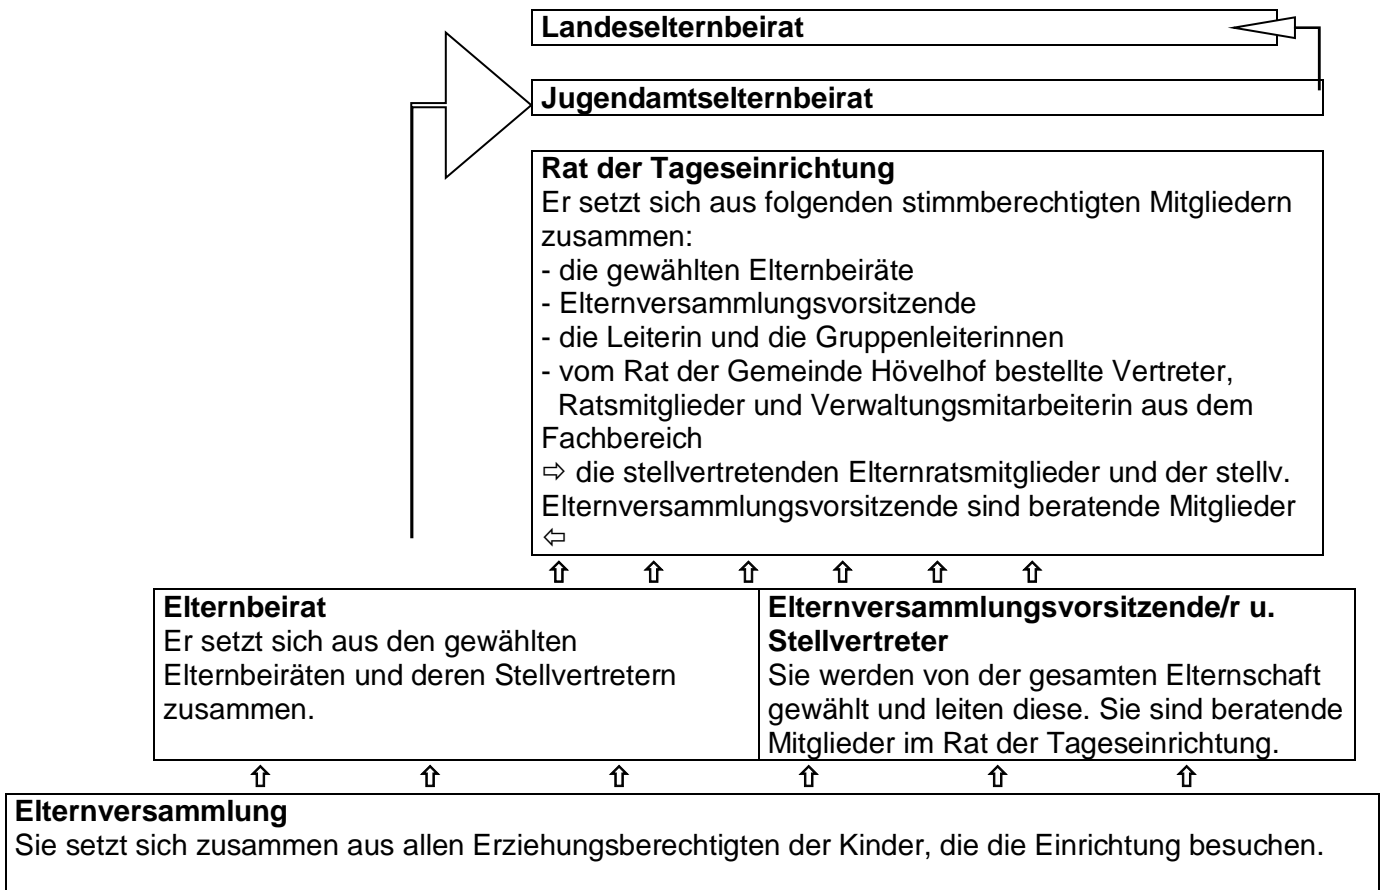 Landeselternbeirat
Jugendamtselternbeirat
Rat der Tageseinrichtung
Er setzt sich aus folgenden stimmberechtigten Mitgliedern
zusammen:
- die gewählten Elternbeiräte
- Elternversammlungsvorsitzende
- die Leiterin und die Gruppenleiterinnen
- vom Rat der Gemeinde Hövelhof bestellte Vertreter,
Ratsmitglieder und Verwaltungsmitarbeiterin aus dem
Fachbereich
⇨ die stellvertretenden Elternratsmitglieder und der stellv.
Elternversammlungsvorsitzende sind beratende Mitglieder
⇦
Elternbeirat
Er setzt sich aus den gewählten
Elternbeiräten und deren Stellvertretern
zusammen.
Elternversammlungsvorsitzende/r u.
Stellvertreter
Sie werden von der gesamten Elternschaft
gewählt und leiten diese. Sie sind beratende
Mitglieder im Rat der Tageseinrichtung.
Elternversammlung
Sie setzt sich zusammen aus allen Erziehungsberechtigten der Kinder, die die Einrichtung besuchen.